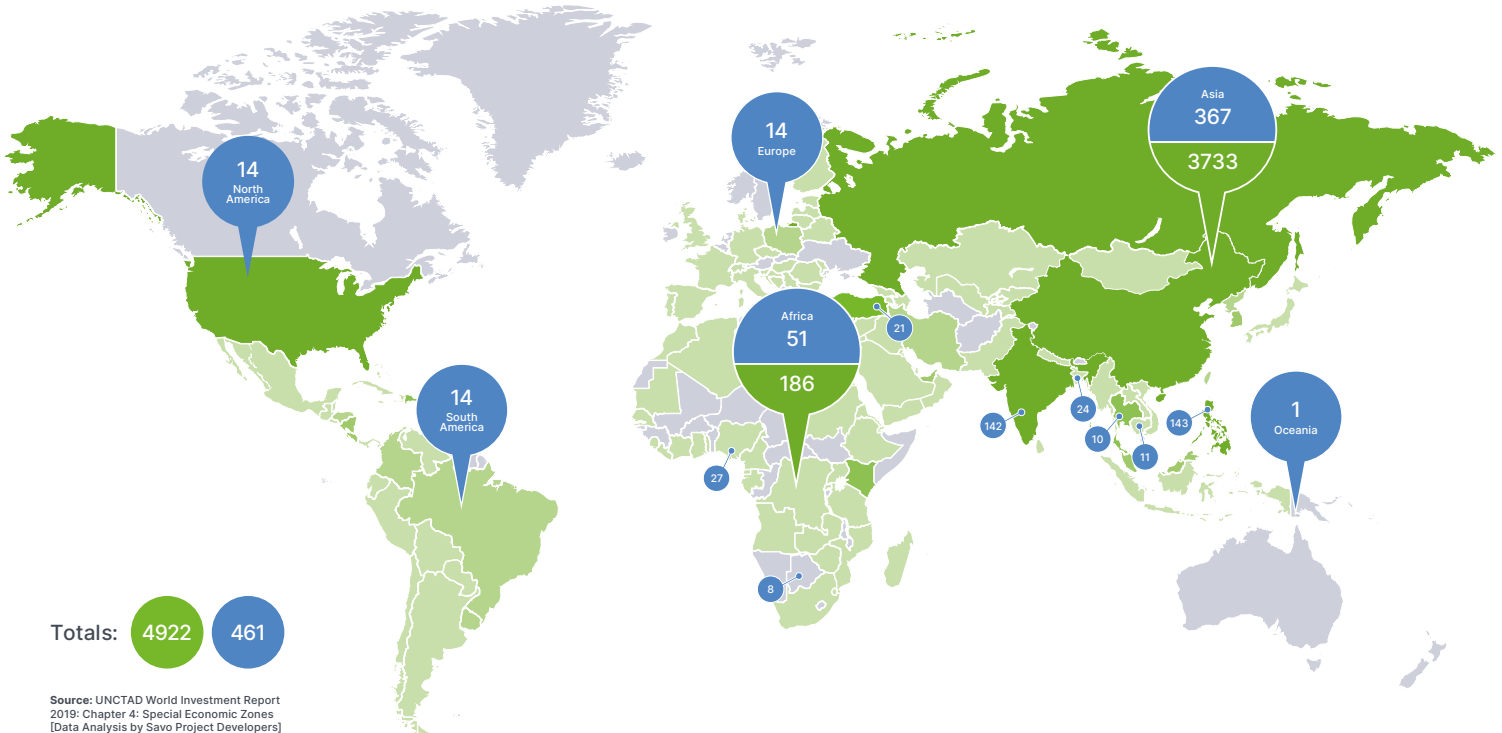 Asia
367
3733
14
Europe
14
North
America
Africa
51
186
21
14
South
America
1
Oceania
142
24
143
10
11
27
8
Totals: 4922 461
Source: UNCTAD World Investment Report
2019: Chapter 4: Special Economic Zones
[Data Analysis by Savo Project Developers]